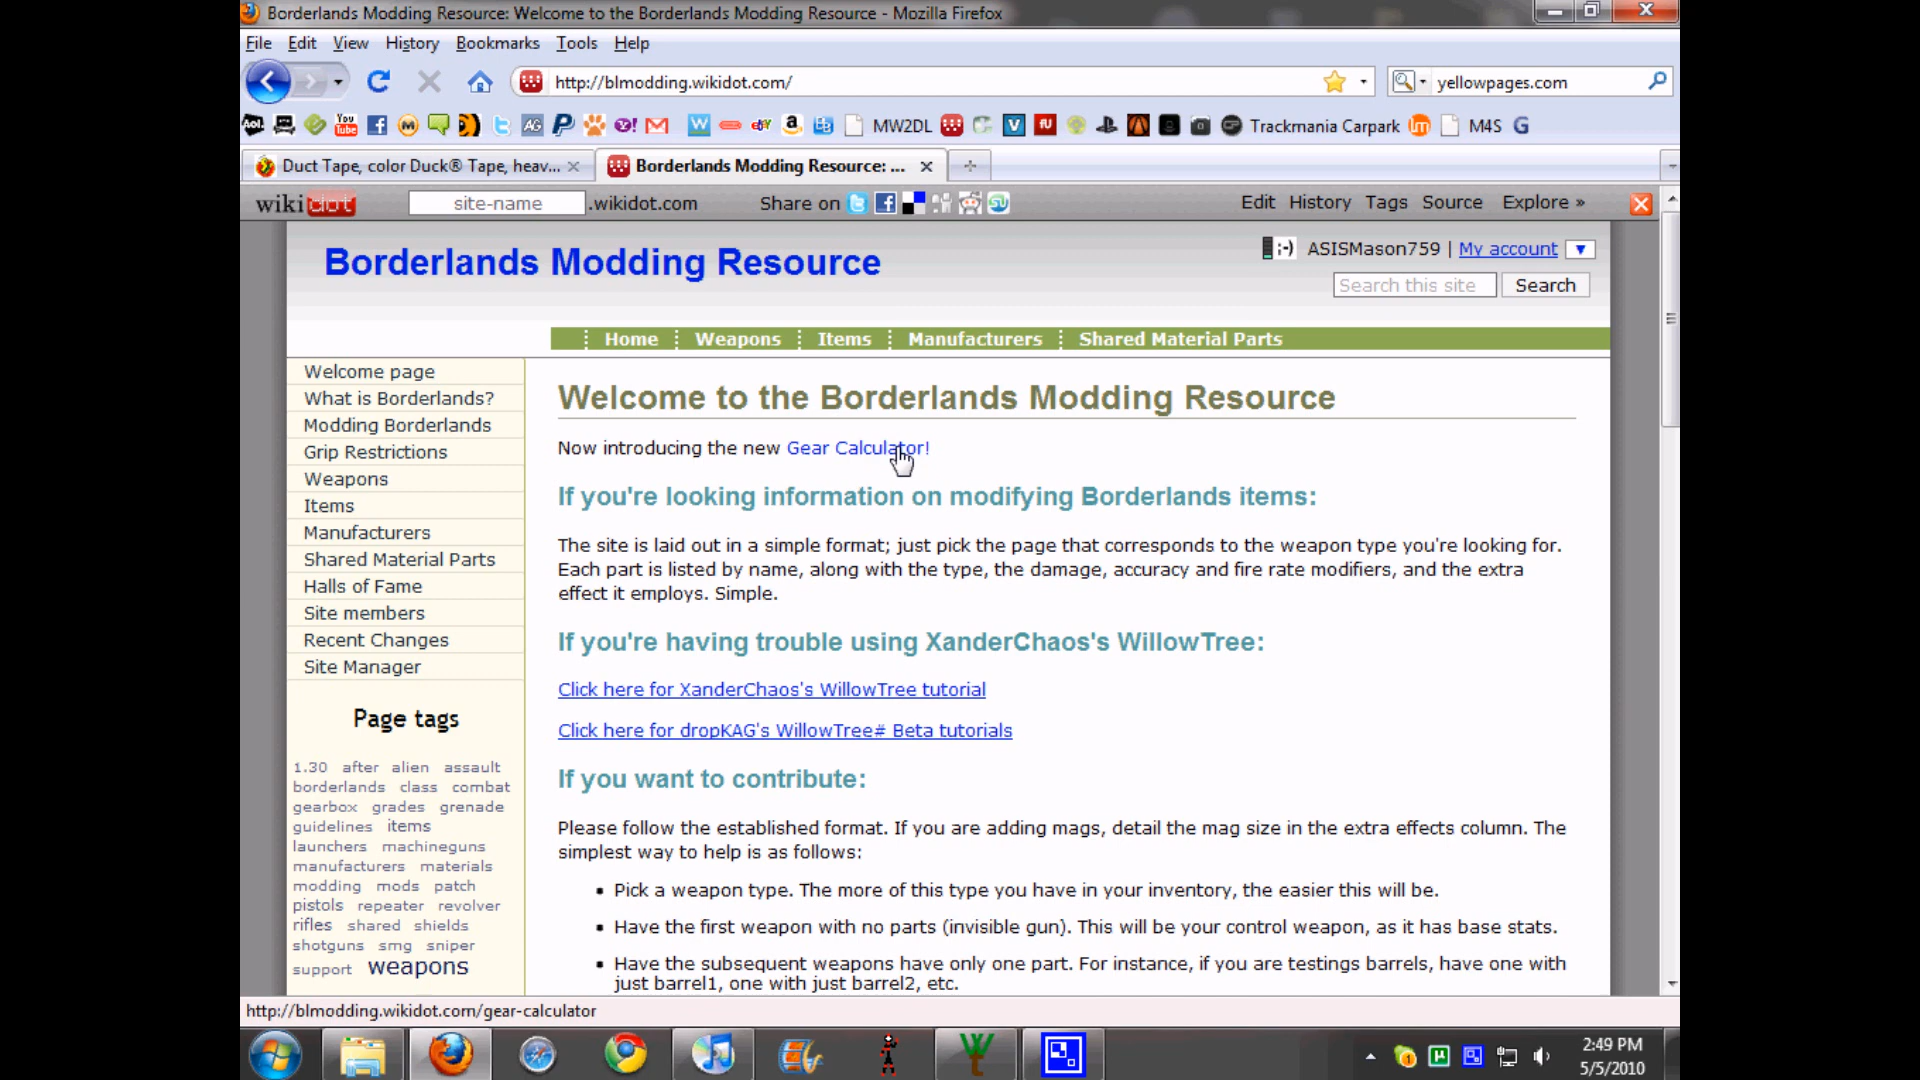 Borderlands Modding Resource: Welcome to the Borderlands Modding Resource - Mozilla Firefox
File Edit View History Bookmarks Tools Help
http://blmodding.wikidot.com/
yellowpages.com
Aol. You Tube MW2DL Trackmania Carpark M4S G
Duct Tape, color Duck® Tape, heav...
Borderlands Modding Resource: ...
wikidot site-name .wikidot.com Share on Edit History Tags Source Explore »
Borderlands Modding Resource
ASISMason759 | My account
Search this site Search
Home Weapons Items Manufacturers Shared Material Parts
Welcome page
What is Borderlands?
Modding Borderlands
Grip Restrictions
Weapons
Items
Manufacturers
Shared Material Parts
Halls of Fame
Site members
Recent Changes
Site Manager
Page tags
1.30 after alien assault
borderlands class combat
gearbox grades grenade
guidelines items
launchers machineguns
manufacturers materials
modding mods patch
pistols repeater revolver
rifles shared shields
shotguns smg sniper
support weapons
Welcome to the Borderlands Modding Resource
Now introducing the new Gear Calculator!
If you're looking information on modifying Borderlands items:
The site is laid out in a simple format; just pick the page that corresponds to the weapon type you're looking for.
Each part is listed by name, along with the type, the damage, accuracy and fire rate modifiers, and the extra
effect it employs. Simple.
If you're having trouble using XanderChaos's WillowTree:
Click here for XanderChaos's WillowTree tutorial
Click here for dropKAG's WillowTree# Beta tutorials
If you want to contribute:
Please follow the established format. If you are adding mags, detail the mag size in the extra effects column. The
simplest way to help is as follows:
Pick a weapon type. The more of this type you have in your inventory, the easier this will be.
Have the first weapon with no parts (invisible gun). This will be your control weapon, as it has base stats.
Have the subsequent weapons have only one part. For instance, if you are testings barrels, have one with
just barrel1, one with just barrel2, etc.
http://blmodding.wikidot.com/gear-calculator
2:49 PM
5/5/2010